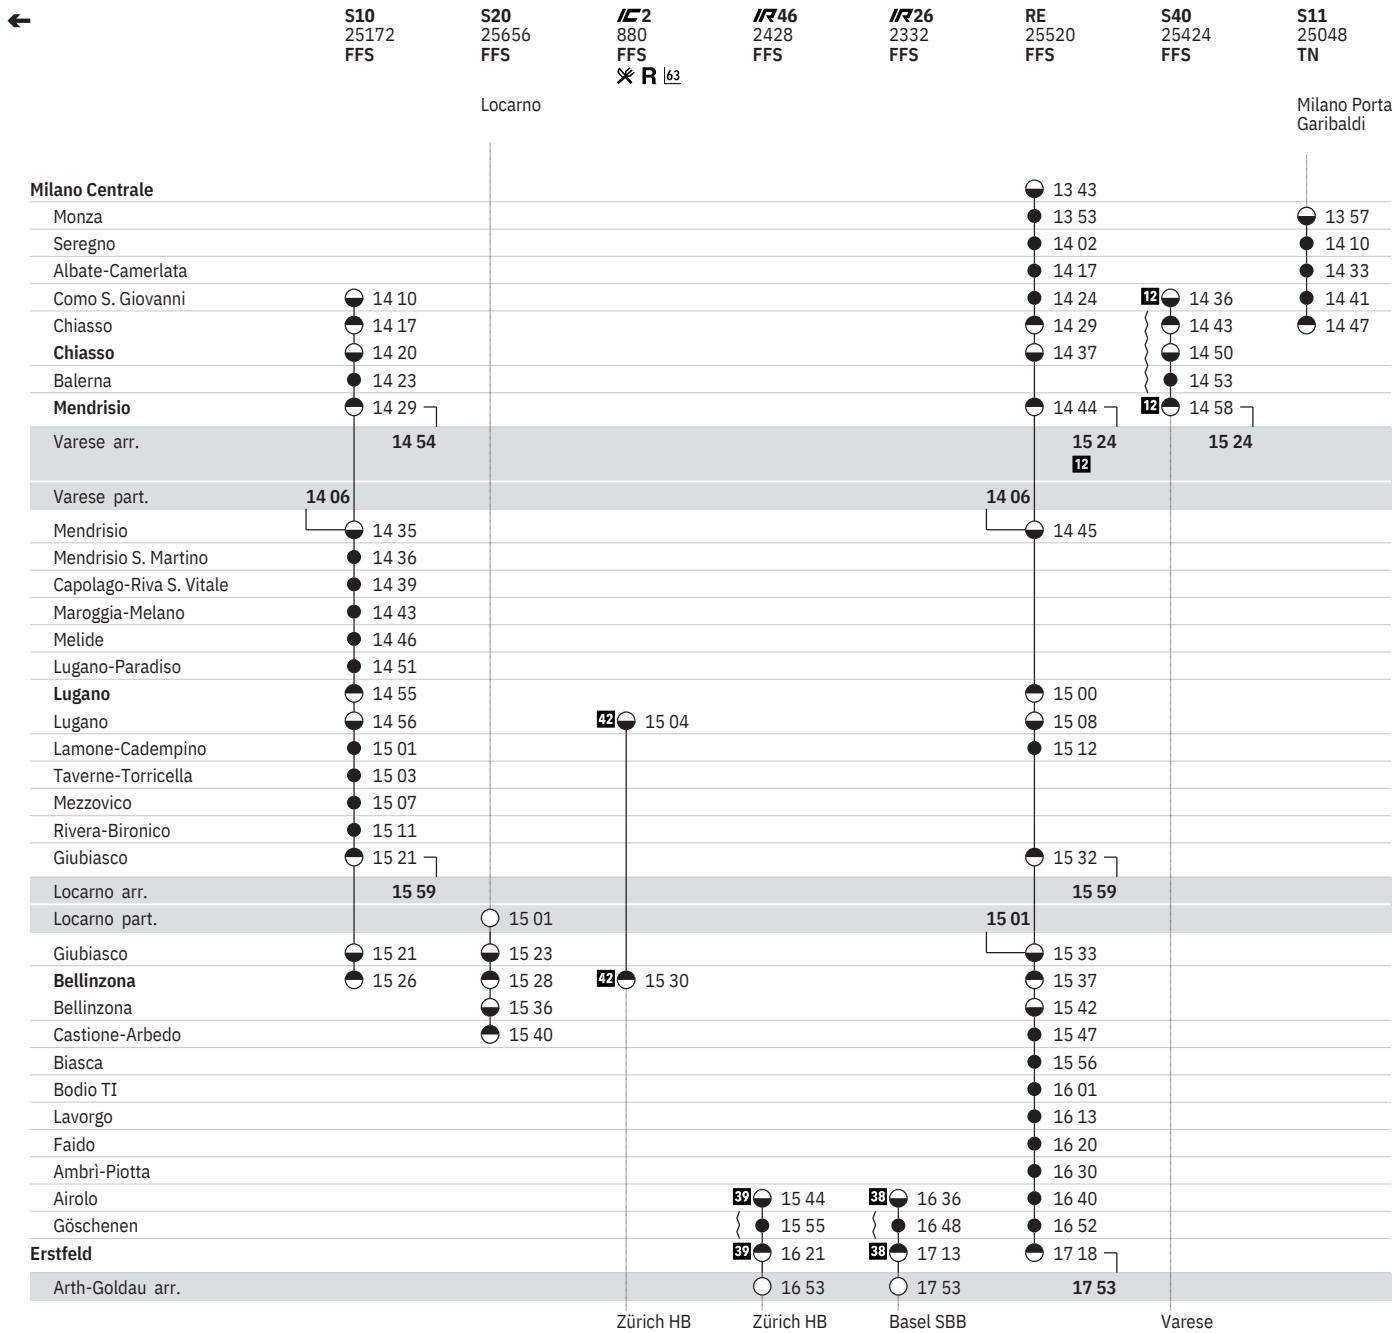 S10 S20 IC2 IR46 IR26 RE S40 S11
25172 25656 880 2428 2332 25520 25424 25048
FFS FFS FFS FFS FFS FFS FFS TN
R 63
Locarno Milano Porta
Garibaldi
Milano Centrale 13 43
Monza 13 53 13 57
Seregno 14 02 14 10
Albate-Camerlata 14 17 14 33
Como S. Giovanni 14 10 14 24 12 14 36 14 41
Chiasso 14 17 14 29 14 43 14 47
Chiasso 14 20 14 37 14 50
Balerna 14 23 14 53
Mendrisio 14 29 14 44 12 14 58
Varese arr. 14 54 15 24 15 24
12
Varese part. 14 06 14 06
Mendrisio 14 35 14 45
Mendrisio S. Martino 14 36
Capolago-Riva S. Vitale 14 39
Maroggia-Melano 14 43
Melide 14 46
Lugano-Paradiso 14 51
Lugano 14 55 15 00
Lugano 14 56 42 15 04 15 08
Lamone-Cadempino 15 01 15 12
Taverne-Torricella 15 03
Mezzovico 15 07
Rivera-Bironico 15 11
Giubiasco 15 21 15 32
Locarno arr. 15 59 15 59
Locarno part. 15 01 15 01
Giubiasco 15 21 15 23 15 33
Bellinzona 15 26 15 28 42 15 30 15 37
Bellinzona 15 36 15 42
Castione-Arbedo 15 40 15 47
Biasca 15 56
Bodio TI 16 01
Lavorgo 16 13
Faido 16 20
Ambrì-Piotta 16 30
Airolo 39 15 44 38 16 36 16 40
Göschenen 15 55 16 48 16 52
Erstfeld 39 16 21 38 17 13 17 18
Arth-Goldau arr. 16 53 17 53 17 53
Zürich HB Zürich HB Basel SBB Varese